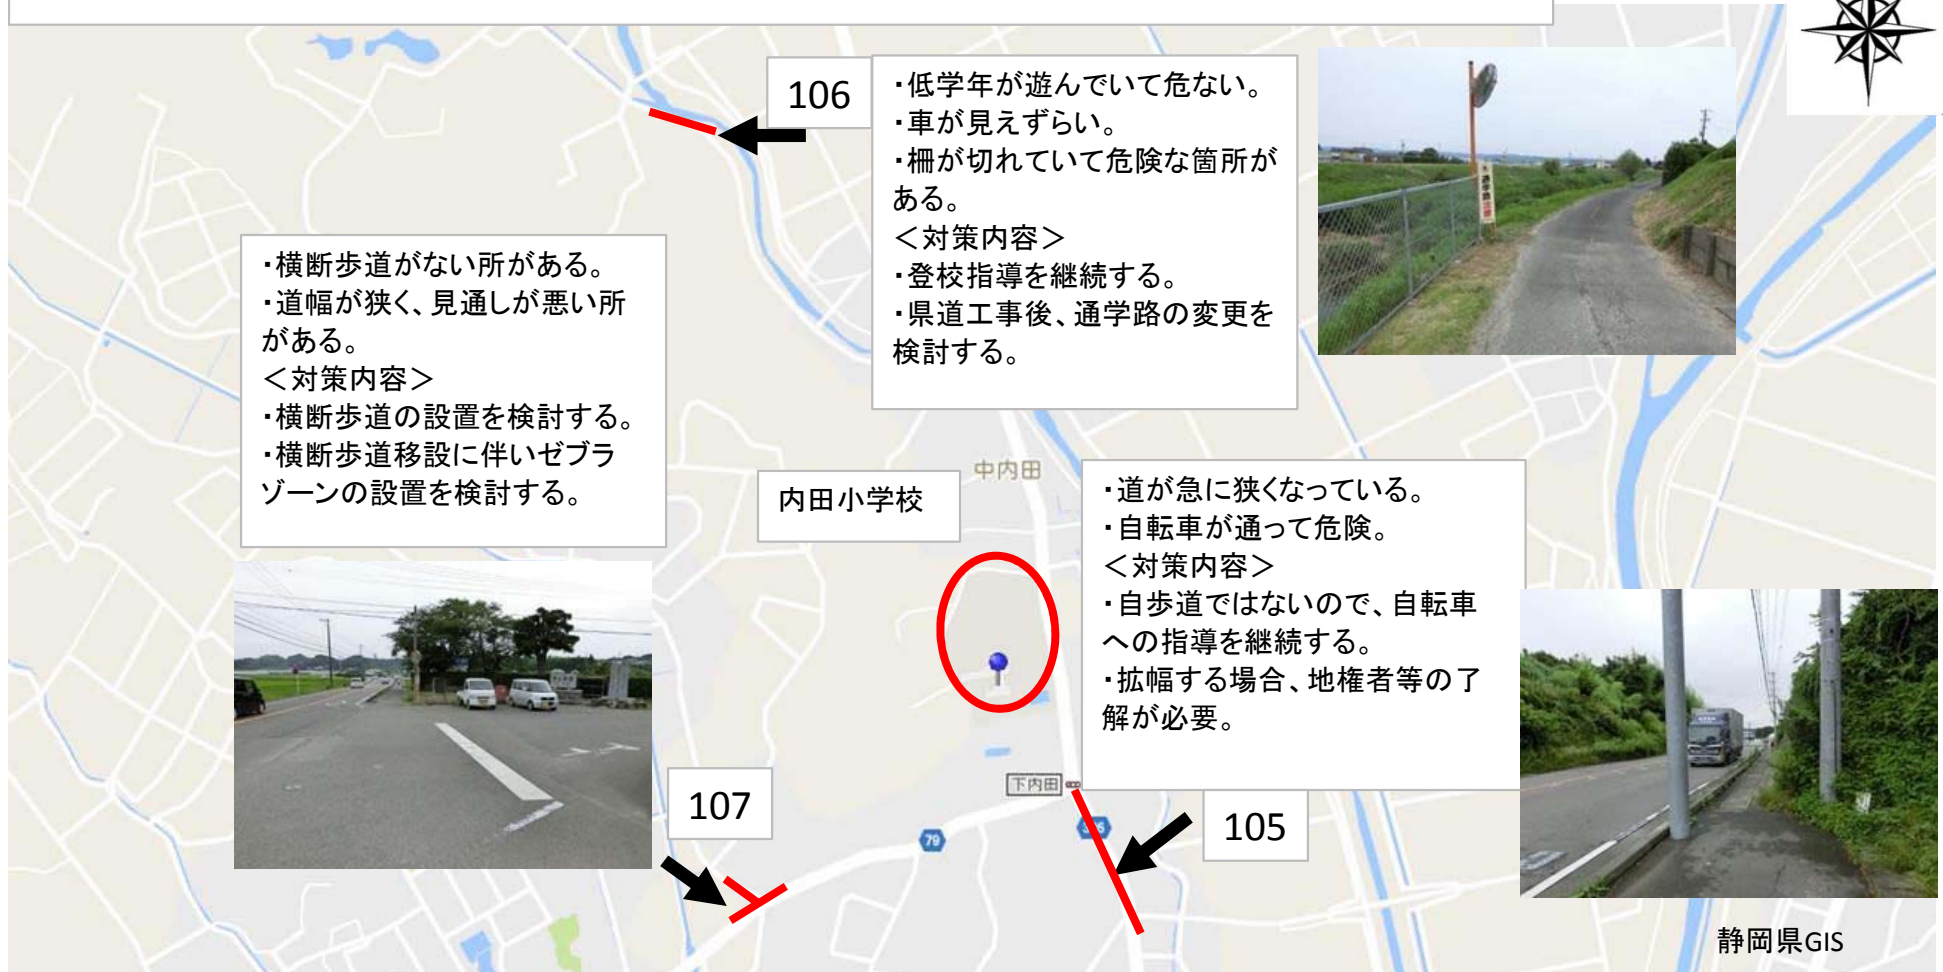 106
・低学年が遊んでいて危ない。
・車が見えずらい。
・柵が切れていて危険な箇所が
ある。
＜対策内容＞
・登校指導を継続する。
・県道工事後、通学路の変更を
検討する。
・横断歩道がない所がある。
・道幅が狭く、見通しが悪い所
がある。
＜対策内容＞
・横断歩道の設置を検討する。
・横断歩道移設に伴いゼブラ
ゾーンの設置を検討する。
中内田
内田小学校
・道が急に狭くなっている。
・自転車が通って危険。
＜対策内容＞
・自歩道ではないので、自転車
への指導を継続する。
・拡幅する場合、地権者等の了
解が必要。
下内田
107
79
105
静岡県GIS